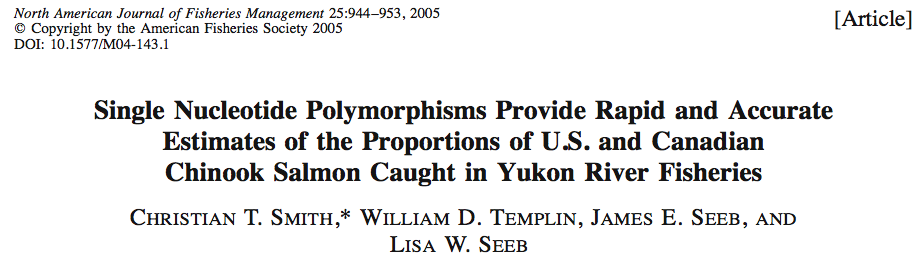 North American Journal of Fisheries Management 25:944–953, 2005
© Copyright by the American Fisheries Society 2005
DOI: 10.1577/M04-143.1
[Article]
Single Nucleotide Polymorphisms Provide Rapid and Accurate
Estimates of the Proportions of U.S. and Canadian
Chinook Salmon Caught in Yukon River Fisheries
CHRISTIAN T. SMITH,* WILLIAM D. TEMPLIN, JAMES E. SEEB, AND
LISA W. SEEB